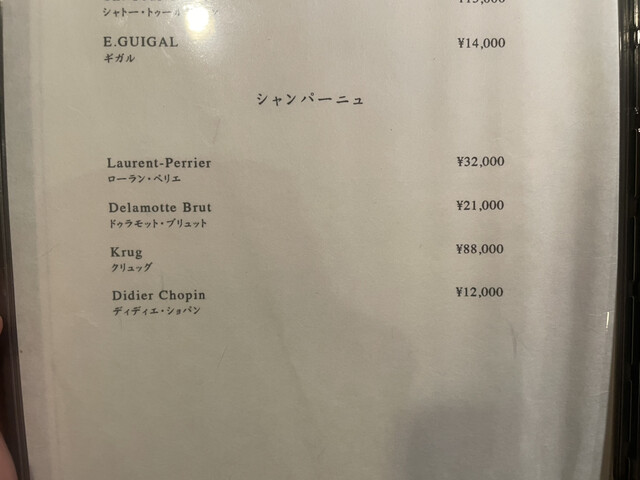 E.GUIGAL ¥14,000
ギガル
シャンパーニュ
Laurent-Perrier ¥32,000
ローラン・ペリエ
Delamotte Brut ¥21,000
ドゥラモット・ブリュット
Krug ¥88,000
クリュッグ
Didier Chopin ¥12,000
ディディエ・ショパン